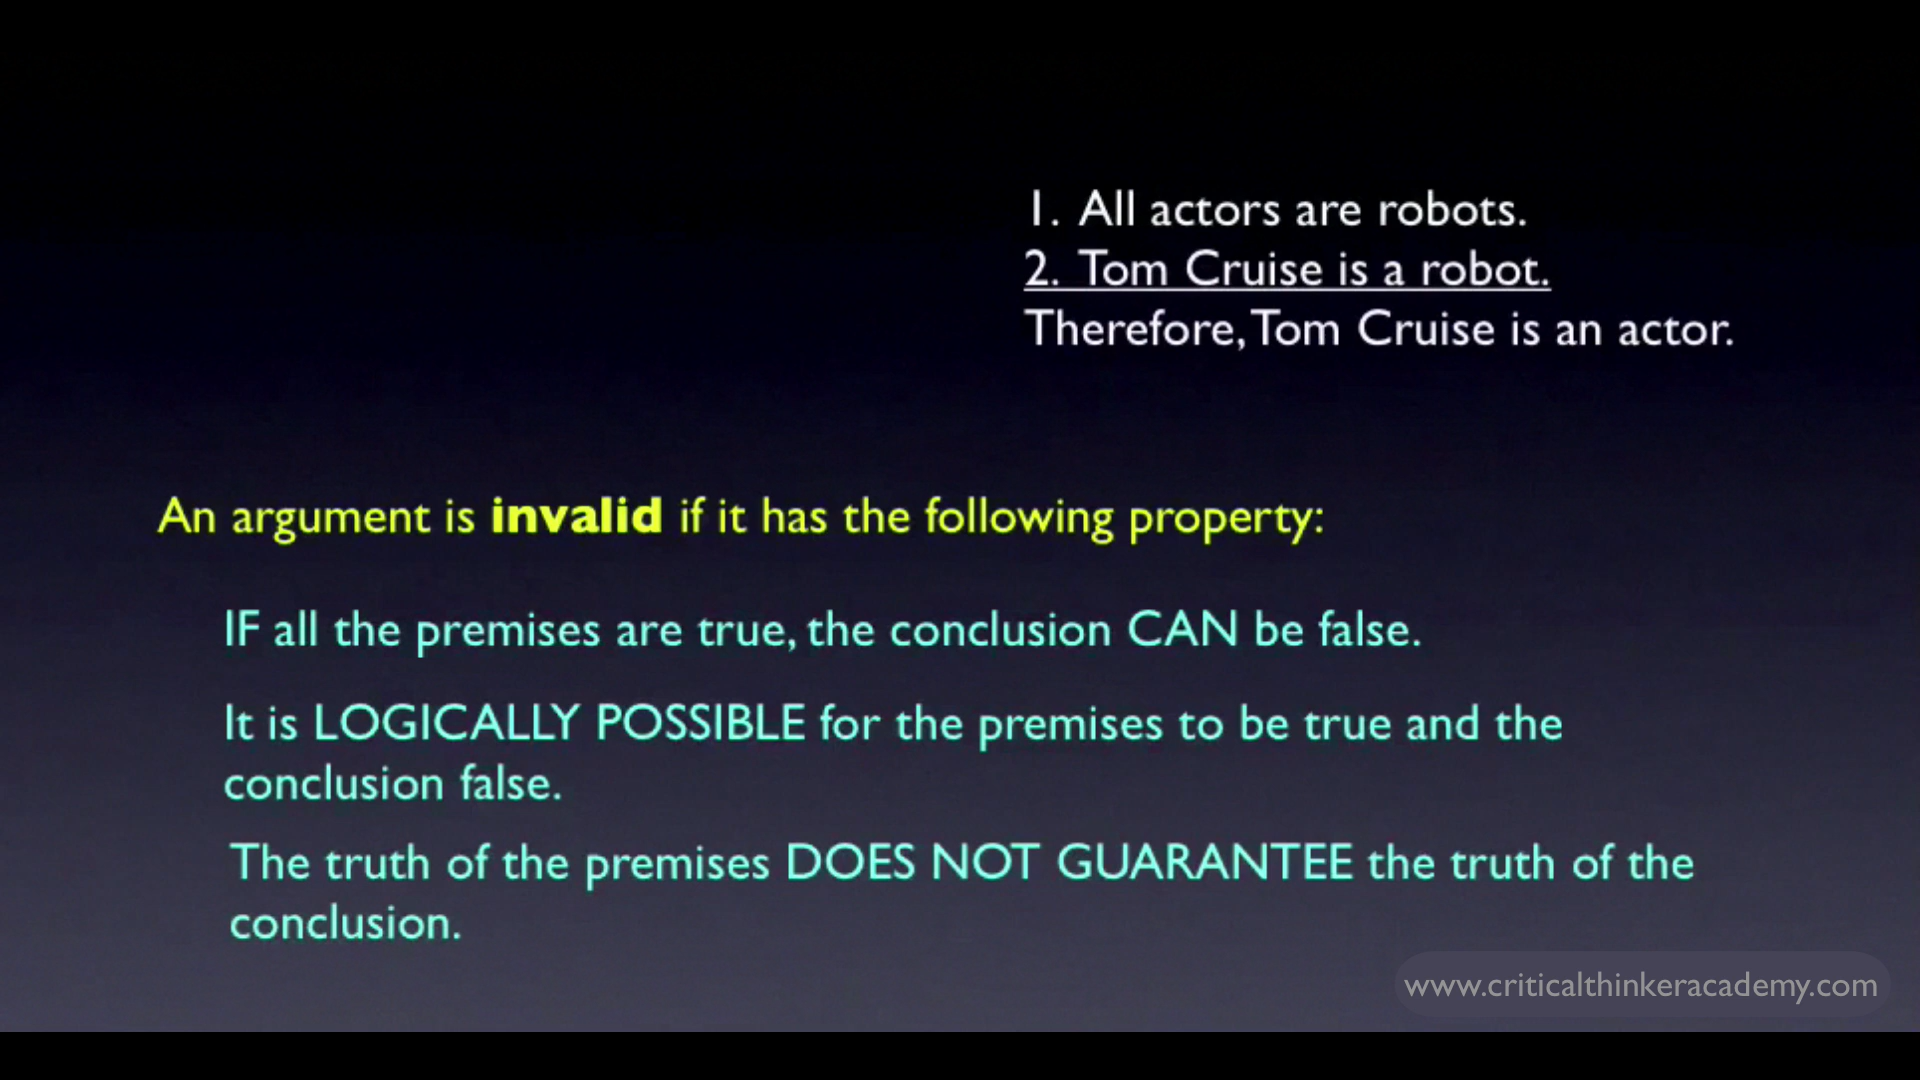 1. All actors are robots.
2. Tom Cruise is a robot.
Therefore, Tom Cruise is an actor.
An argument is invalid if it has the following property:
IF all the premises are true, the conclusion CAN be false.
It is LOGICALLY POSSIBLE for the premises to be true and the
conclusion false.
The truth of the premises DOES NOT GUARANTEE the truth of the
conclusion.
www.criticalthinkeracademy.com